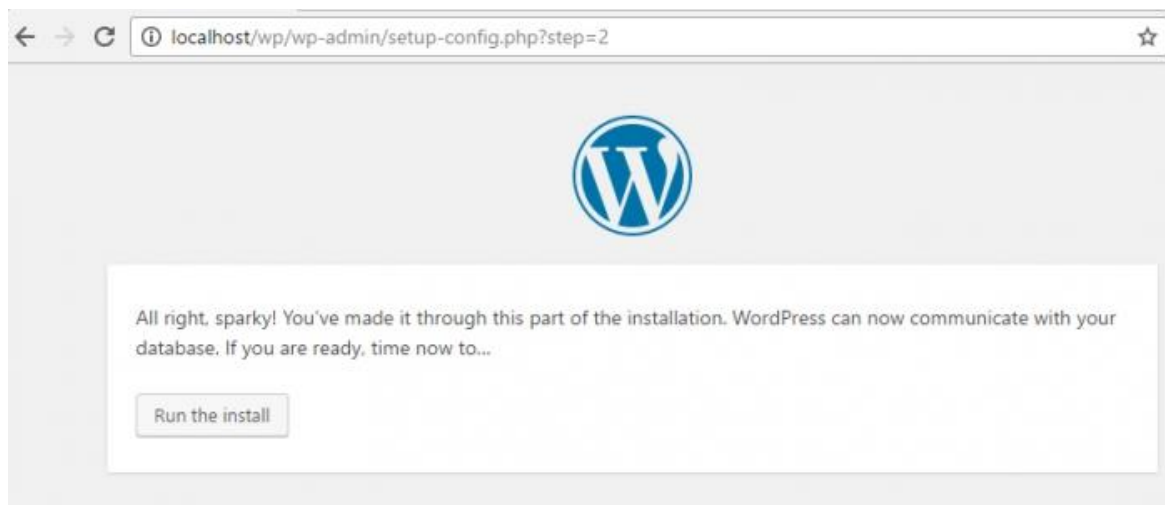 localhost/wp/wp-admin/setup-config.php?step=2
All right, sparky! You've made it through this part of the installation. WordPress can now communicate with your
database. If you are ready, time now to...
Run the install